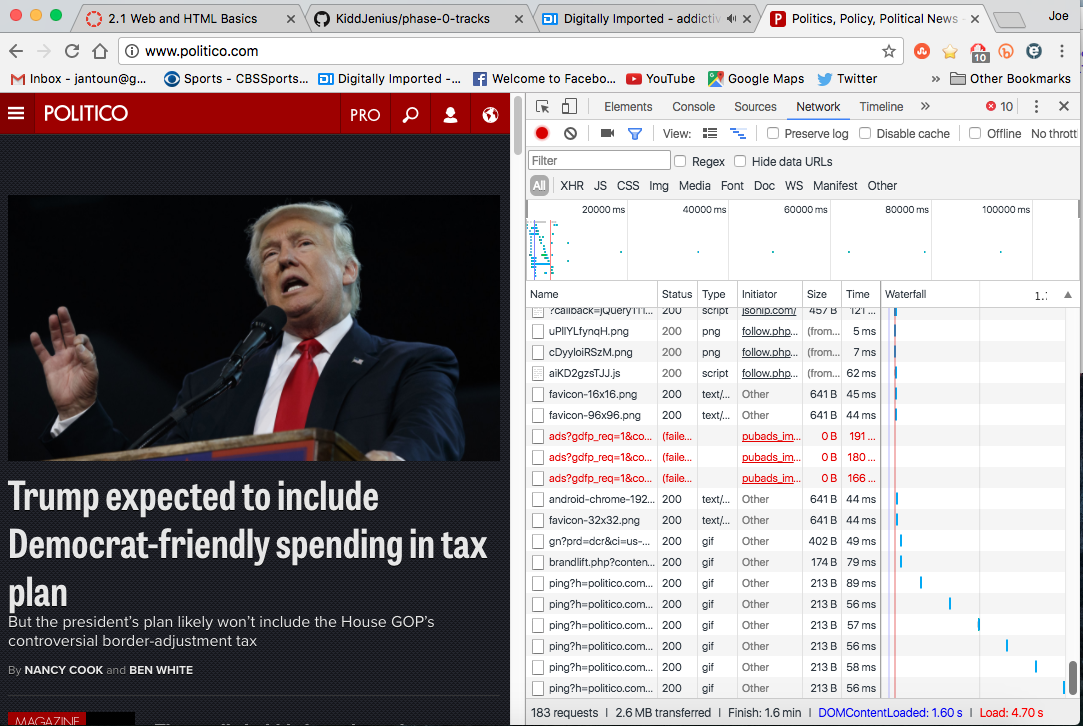 2.1 Web and HTML Basics
KiddJenius/phase-0-tracks
Digitally Imported - addictiv
Politics, Policy, Political News -
Joe
www.politico.com
10
Inbox - jantoun@g...
Sports - CBSSports...
Digitally Imported -...
Welcome to Facebo...
YouTube
Google Maps
Twitter
»
Other Bookmarks
POLITICO
PRO
Trump expected to include
Democrat-friendly spending in tax
plan
But the president's plan likely won't include the House GOP's
controversial border-adjustment tax
By NANCY COOK and BEN WHITE
MAGAZINE
Elements Console Sources Network Timeline » 10
View: Preserve log Disable cache Offline No throttl
Filter Regex Hide data URLs
All XHR JS CSS Img Media Font Doc WS Manifest Other
20000 ms 40000 ms 60000 ms 80000 ms 100000 ms
Name Status Type Initiator Size Time Waterfall
?callback=jQuery111... 200 script jsonip.com/ 457 B 121 ...
uPlIYLfynqH.png 200 png follow.php... (from... 5 ms
cDyyloiRSzM.png 200 png follow.php... (from... 7 ms
aiKD2gzsTJJ.js 200 script follow.php... (from... 62 ms
favicon-16x16.png 200 text/... Other 641 B 45 ms
favicon-96x96.png 200 text/... Other 641 B 44 ms
ads?gdfp_req=1&co... (faile... pubads_im... 0 B 191 ...
ads?gdfp_req=1&co... (faile... pubads_im... 0 B 180 ...
ads?gdfp_req=1&co... (faile... pubads_im... 0 B 166 ...
android-chrome-192... 200 text/... Other 641 B 44 ms
favicon-32x32.png 200 text/... Other 641 B 44 ms
gn?prd=dcr&ci=us-... 200 gif Other 402 B 49 ms
brandlift.php?conten... 200 gif Other 174 B 79 ms
ping?h=politico.com... 200 gif Other 213 B 89 ms
ping?h=politico.com... 200 gif Other 213 B 56 ms
ping?h=politico.com... 200 gif Other 213 B 57 ms
ping?h=politico.com... 200 gif Other 213 B 56 ms
ping?h=politico.com... 200 gif Other 213 B 58 ms
ping?h=politico.com... 200 gif Other 213 B 56 ms
183 requests | 2.6 MB transferred | Finish: 1.6 min | DOMContentLoaded: 1.60 s | Load: 4.70 s